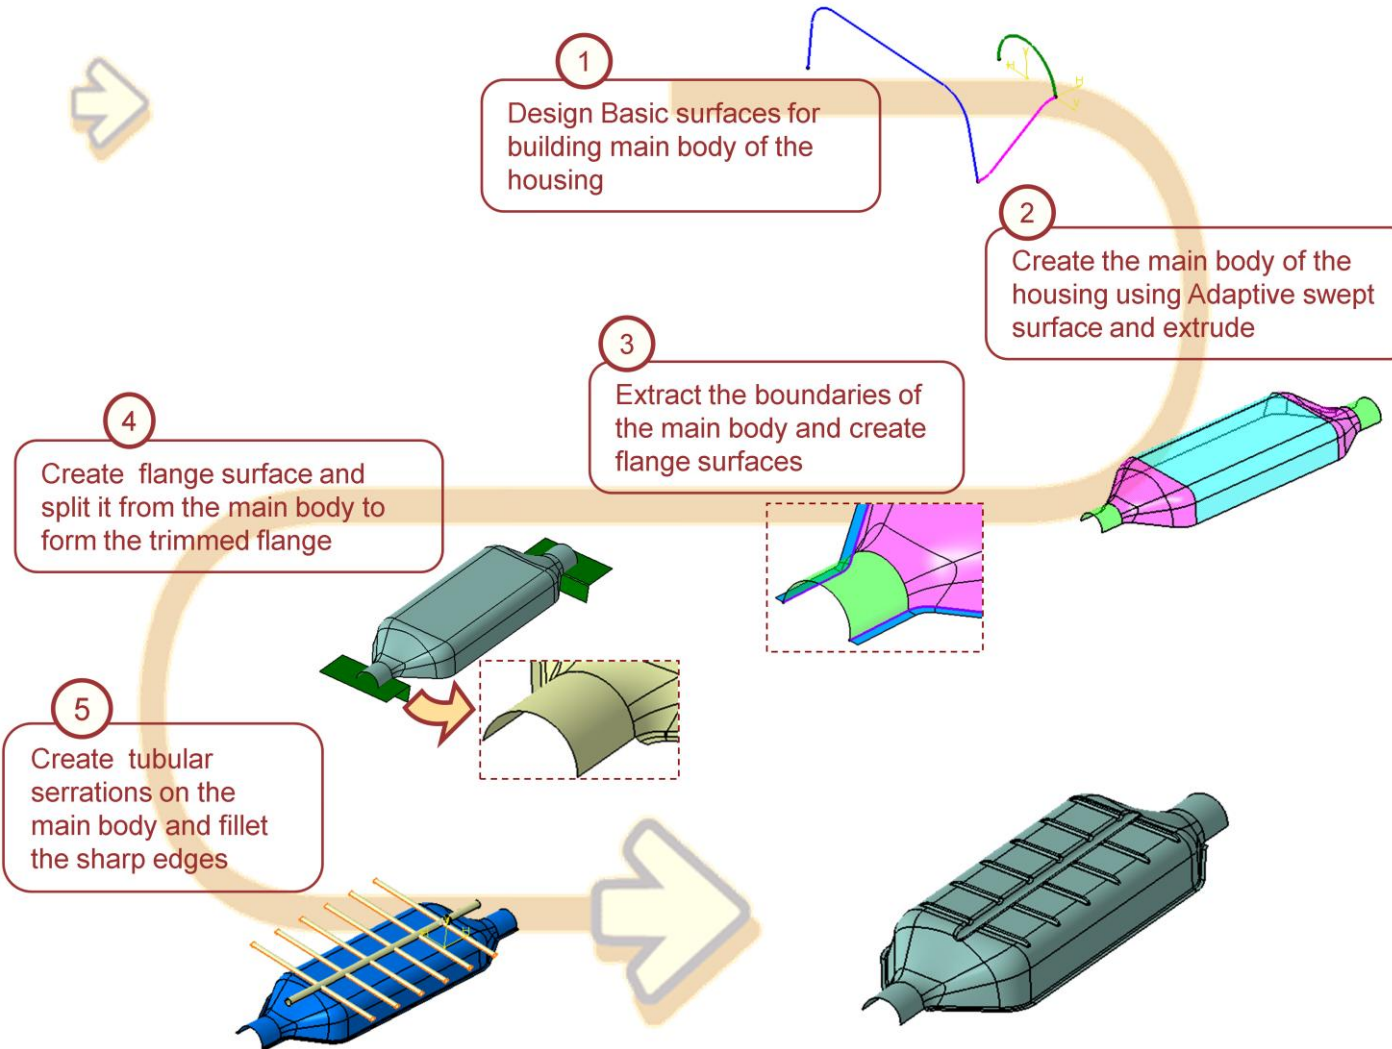 1
Design Basic surfaces for
building main body of the
housing
2
Create the main body of the
housing using Adaptive swept
surface and extrude
3
Extract the boundaries of
the main body and create
flange surfaces
4
Create  flange surface and
split it from the main body to
form the trimmed flange
5
Create  tubular
serrations on the
main body and fillet
the sharp edges